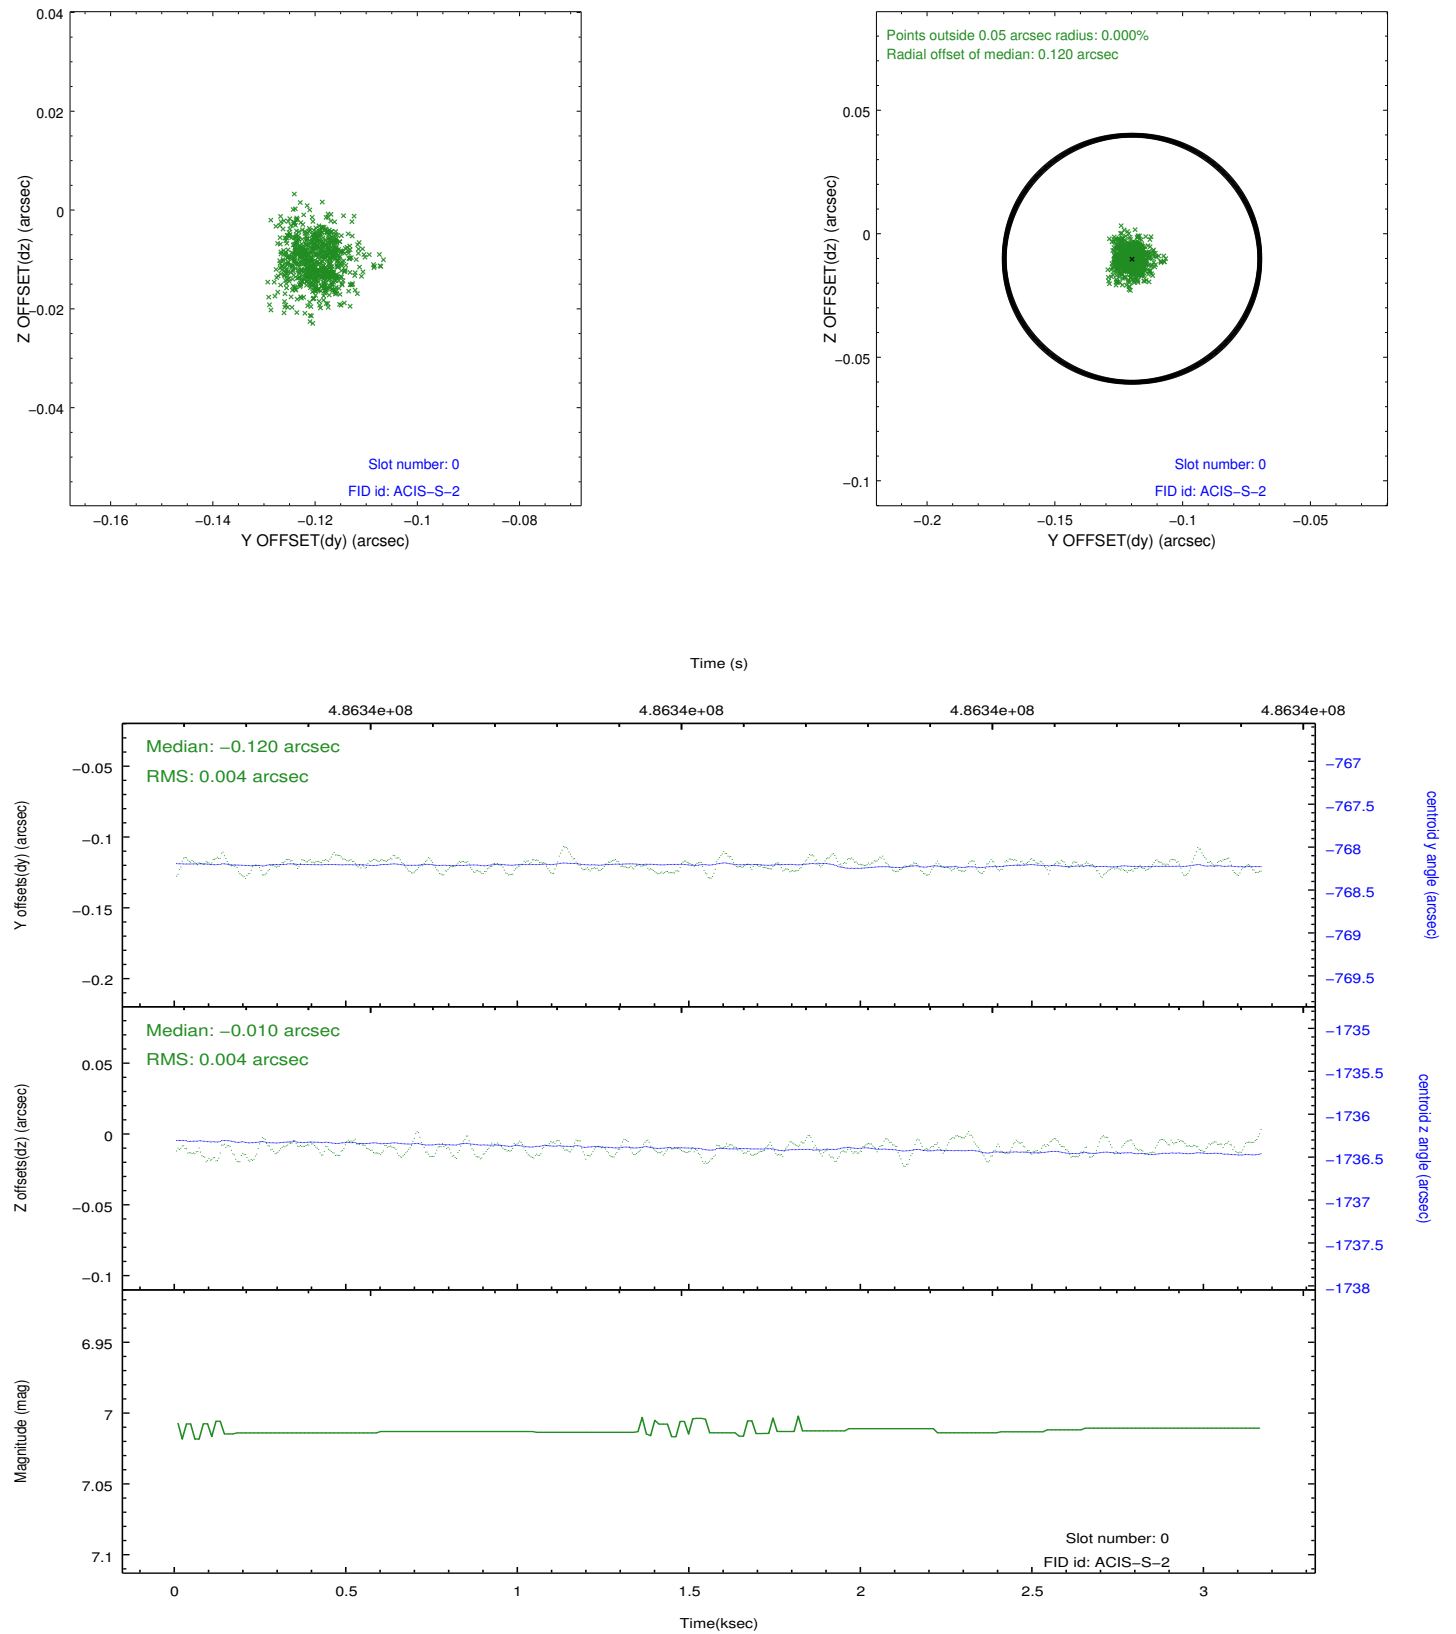 0.04
0.02
0
−0.02
−0.04
Z OFFSET(dz) (arcsec)
Slot number: 0
FID id: ACIS−S−2
−0.16 −0.14 −0.12 −0.1 −0.08
Y OFFSET(dy) (arcsec)
Points outside 0.05 arcsec radius: 0.000%
Radial offset of median: 0.120 arcsec
0.05
0
−0.05
−0.1
Z OFFSET(dz) (arcsec)
Slot number: 0
FID id: ACIS−S−2
−0.2 −0.15 −0.1 −0.05
Y OFFSET(dy) (arcsec)
Time (s)
4.8634e+08 4.8634e+08 4.8634e+08 4.8634e+08
Median: −0.120 arcsec
RMS: 0.004 arcsec
−0.05
−0.1
−0.15
−0.2
Y offsets(dy) (arcsec)
−767
−767.5
−768
−768.5
−769
−769.5
centroid y angle (arcsec)
Median: −0.010 arcsec
RMS: 0.004 arcsec
0.05
0
−0.05
−0.1
Z offsets(dz) (arcsec)
−1735
−1735.5
−1736
−1736.5
−1737
−1737.5
−1738
centroid z angle (arcsec)
6.95
7
7.05
7.1
Magnitude (mag)
Slot number: 0
FID id: ACIS−S−2
0 0.5 1 1.5 2 2.5 3
Time(ksec)